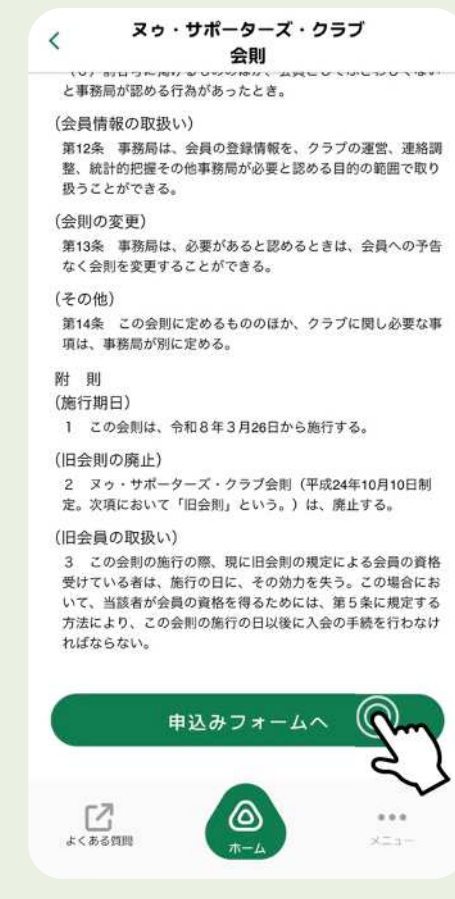 ヌゥ・サポーターズ・クラブ
会則
と事務局が認める行為があったとき。
(会員情報の取扱い)
第12条　事務局は、会員の登録情報を、クラブの運営、連絡調
整、統計的把握その他事務局が必要と認める目的の範囲で取り
扱うことができる。
(会則の変更)
第13条　事務局は、必要があると認めるときは、会員への予告
なく会則を変更することができる。
(その他)
第14条　この会則に定めるもののほか、クラブに関し必要な事
項は、事務局が別に定める。
附　則
(施行期日)
1　この会則は、令和８年３月26日から施行する。
(旧会則の廃止)
２　ヌゥ・サポーターズ・クラブ会則（平成24年10月10日制
定。次項において「旧会則」という。）は、廃止する。
(旧会員の取扱い)
３　この会則の施行の際、現に旧会則の規定による会員の資格
受けている者は、施行の日に、その効力を失う。この場合にお
いて、当該者が会員の資格を得るためには、第５条に規定する
方法により、この会則の施行の日以後に入会の手続を行わなけ
ればならない。
申込みフォームへ
よくある質問
ホーム
メニュー